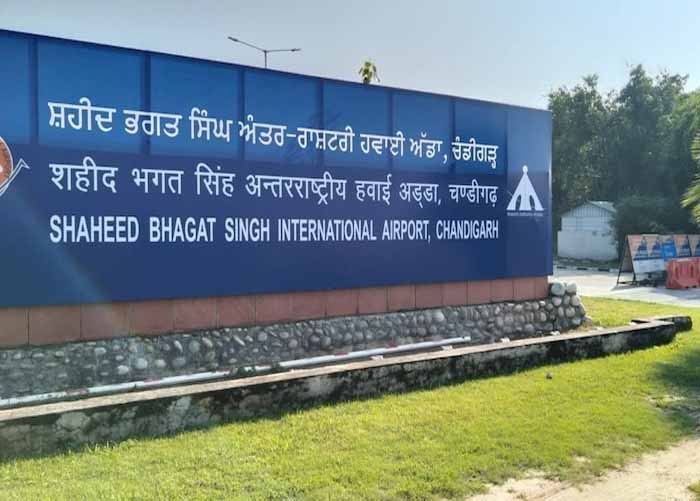 ਸ਼ਹੀਦ ਭਗਤ ਸਿੰਘ ਅੰਤਰ-ਰਾਸ਼ਟਰੀ ਹਵਾਈ ਅੱਡਾ, ਚੰਡੀਗੜ੍ਹ
शहीद भगत सिंह अन्तरराष्ट्रीय हवाई अड्डा, चण्डीगढ़
SHAHEED BHAGAT SINGH INTERNATIONAL AIRPORT, CHANDIGARH